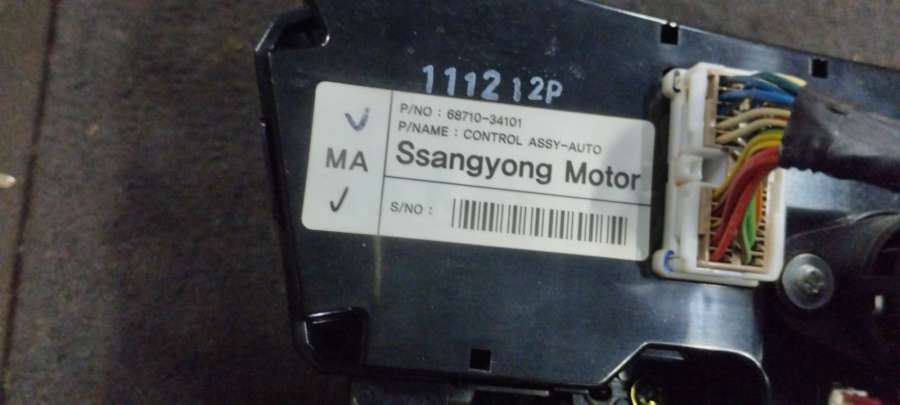 111212P
P/NO : 68710-34101
P/NAME : CONTROL ASSY-AUTO
MA
Ssangyong Motor
S/NO :